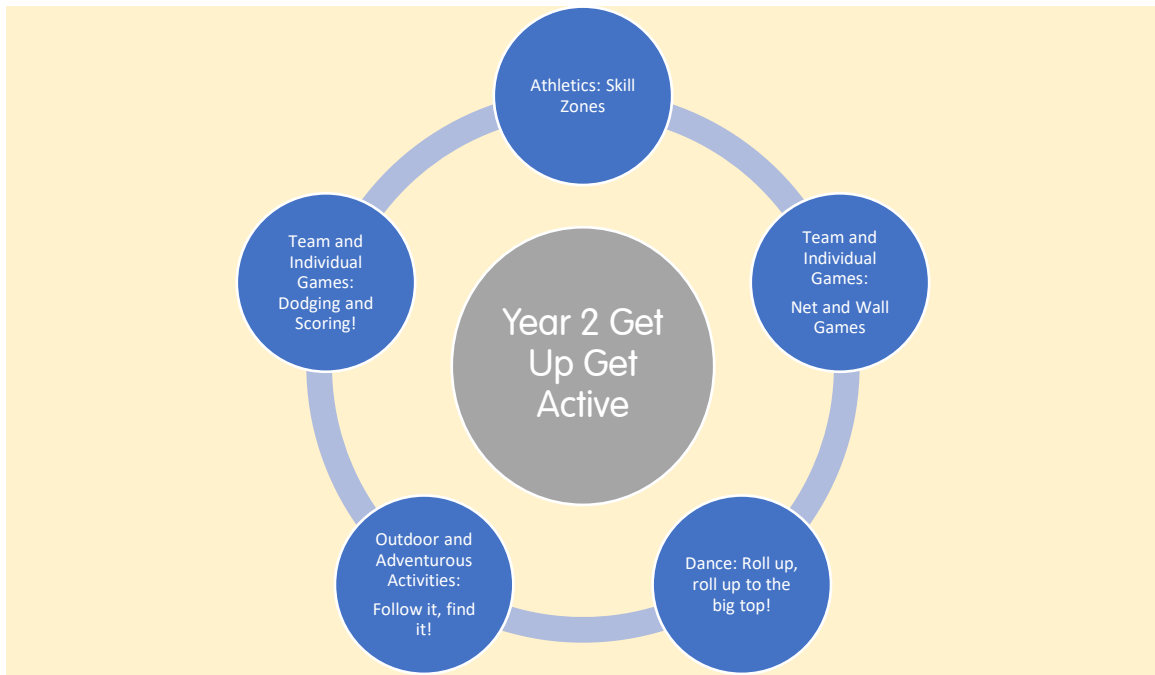 Athletics: Skill
Zones
Team and
Individual
Games:
Net and Wall
Games
Dance: Roll up,
roll up to the
big top!
Outdoor and
Adventurous
Activities:
Follow it, find
it!
Team and
Individual
Games:
Dodging and
Scoring!
Year 2 Get
Up Get
Active